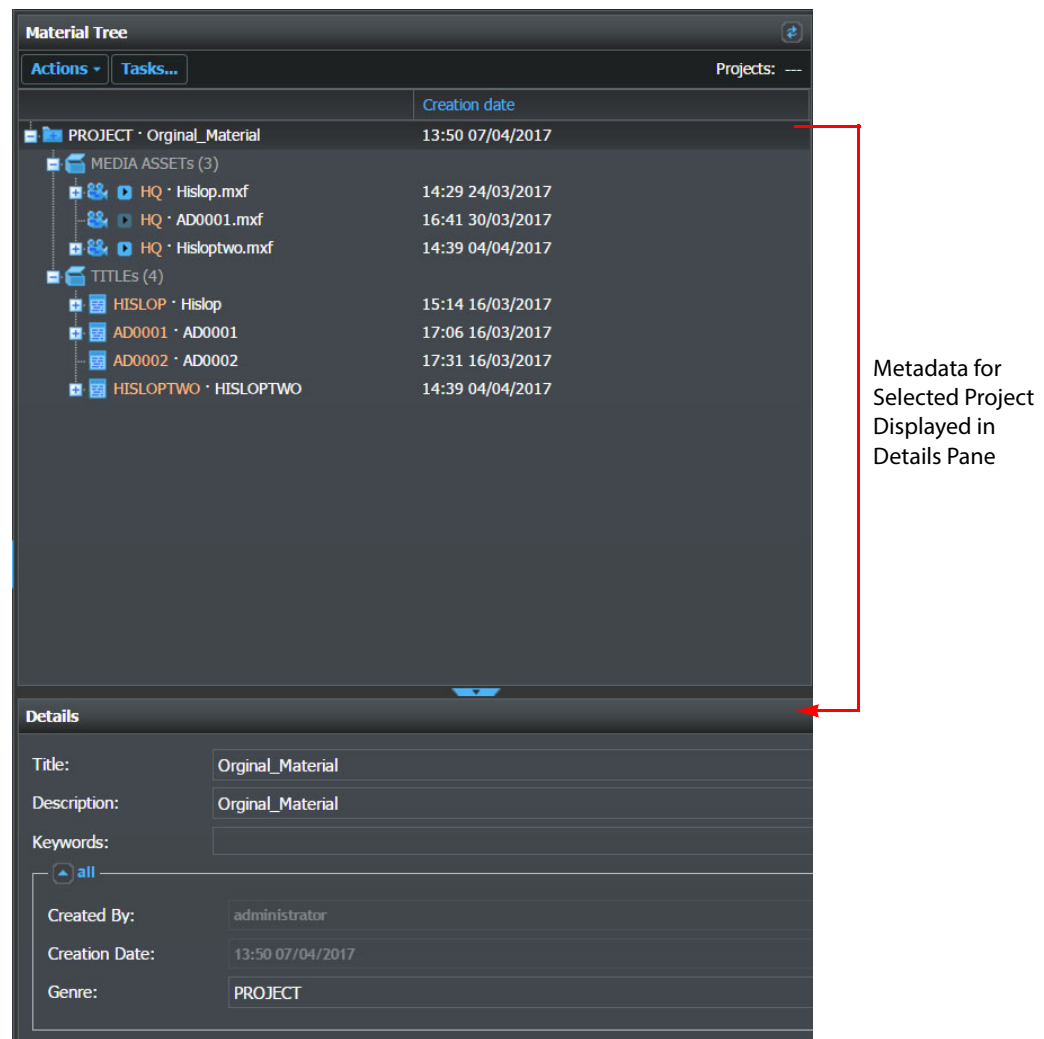 Material Tree
Actions Tasks... Projects: ---
Creation date
PROJECT · Orginal_Material 13:50 07/04/2017
MEDIA ASSETs (3)
HQ · Hislop.mxf 14:29 24/03/2017
HQ · AD0001.mxf 16:41 30/03/2017
HQ · Hisloptwo.mxf 14:39 04/04/2017
TITLEs (4)
HISLOP · Hislop 15:14 16/03/2017
AD0001 · AD0001 17:06 16/03/2017
AD0002 · AD0002 17:31 16/03/2017
HISLOPTWO · HISLOPTWO 14:39 04/04/2017
Metadata for
Selected Project
Displayed in
Details Pane
Details
Title: Orginal_Material
Description: Orginal_Material
Keywords:
all
Created By: administrator
Creation Date: 13:50 07/04/2017
Genre: PROJECT